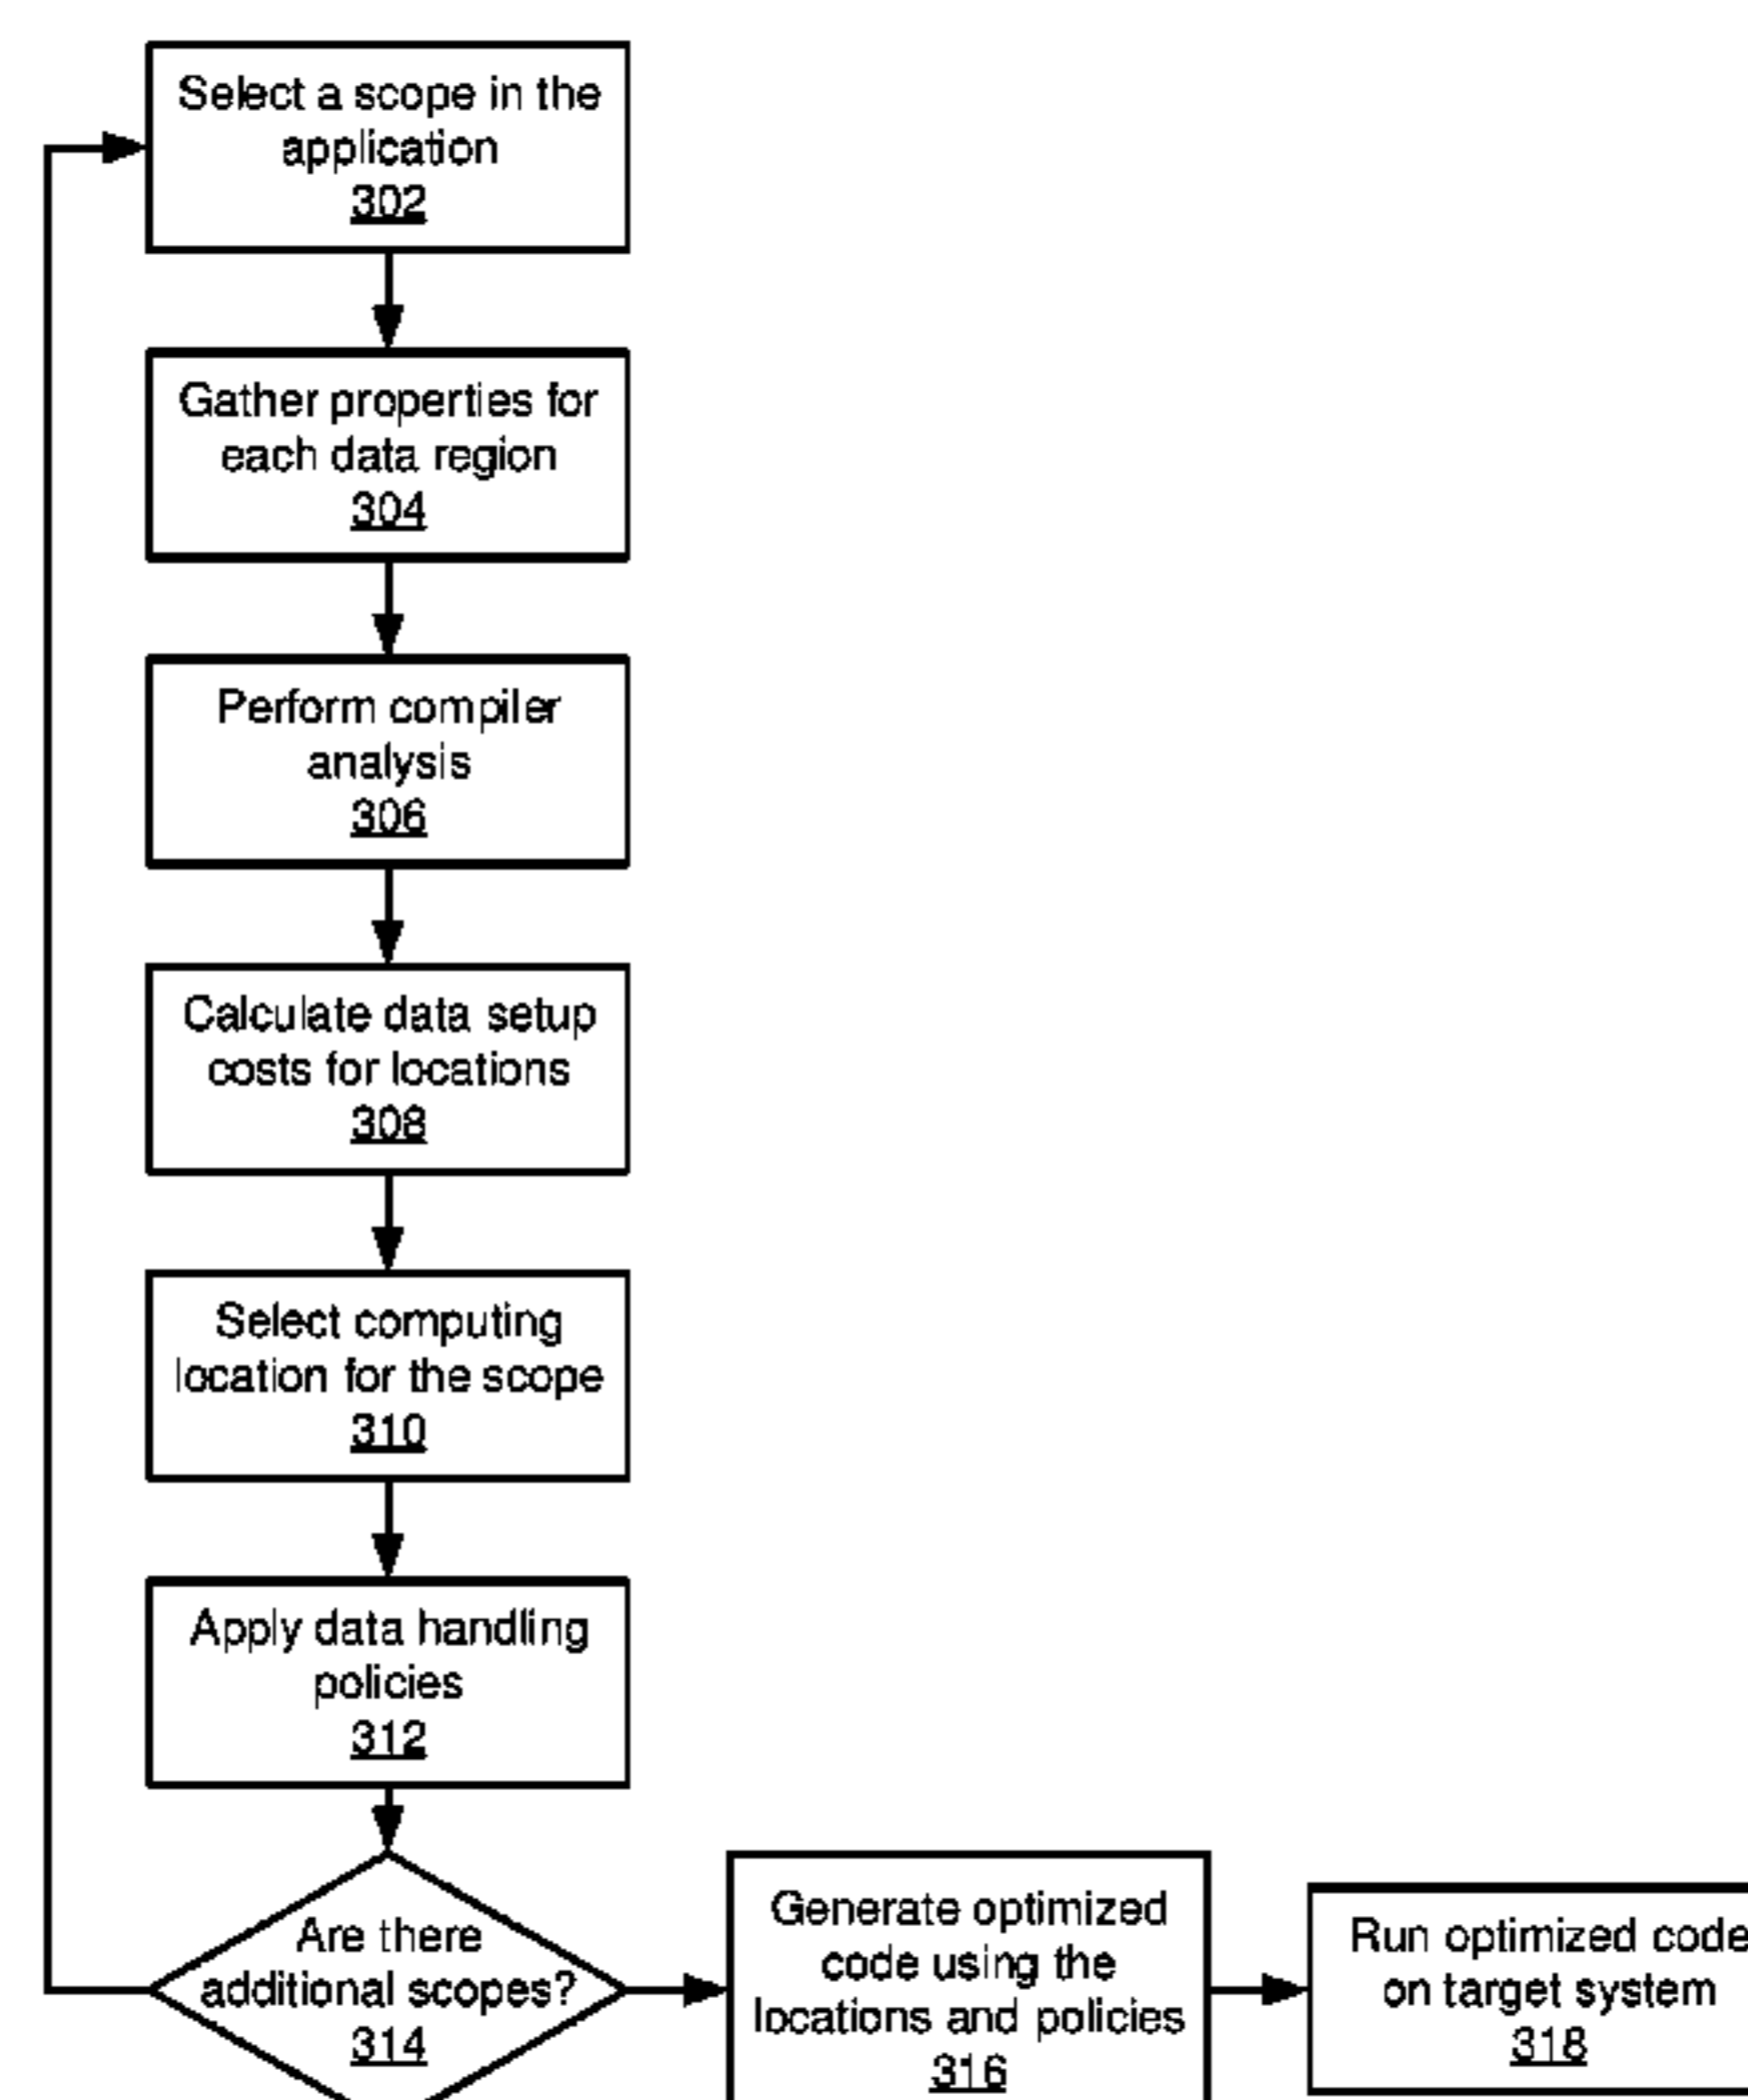 Select a scope in the
application
302
Gather properties for
each data region
304
Perform compiler
analysis
306
Calculate data setup
costs for locations
308
Select computing
location for the scope
310
Apply data handling
policies
312
Are there
additional scopes?
314
Generate optimized
code using the
locations and policies
316
Run optimized code
on target system
318